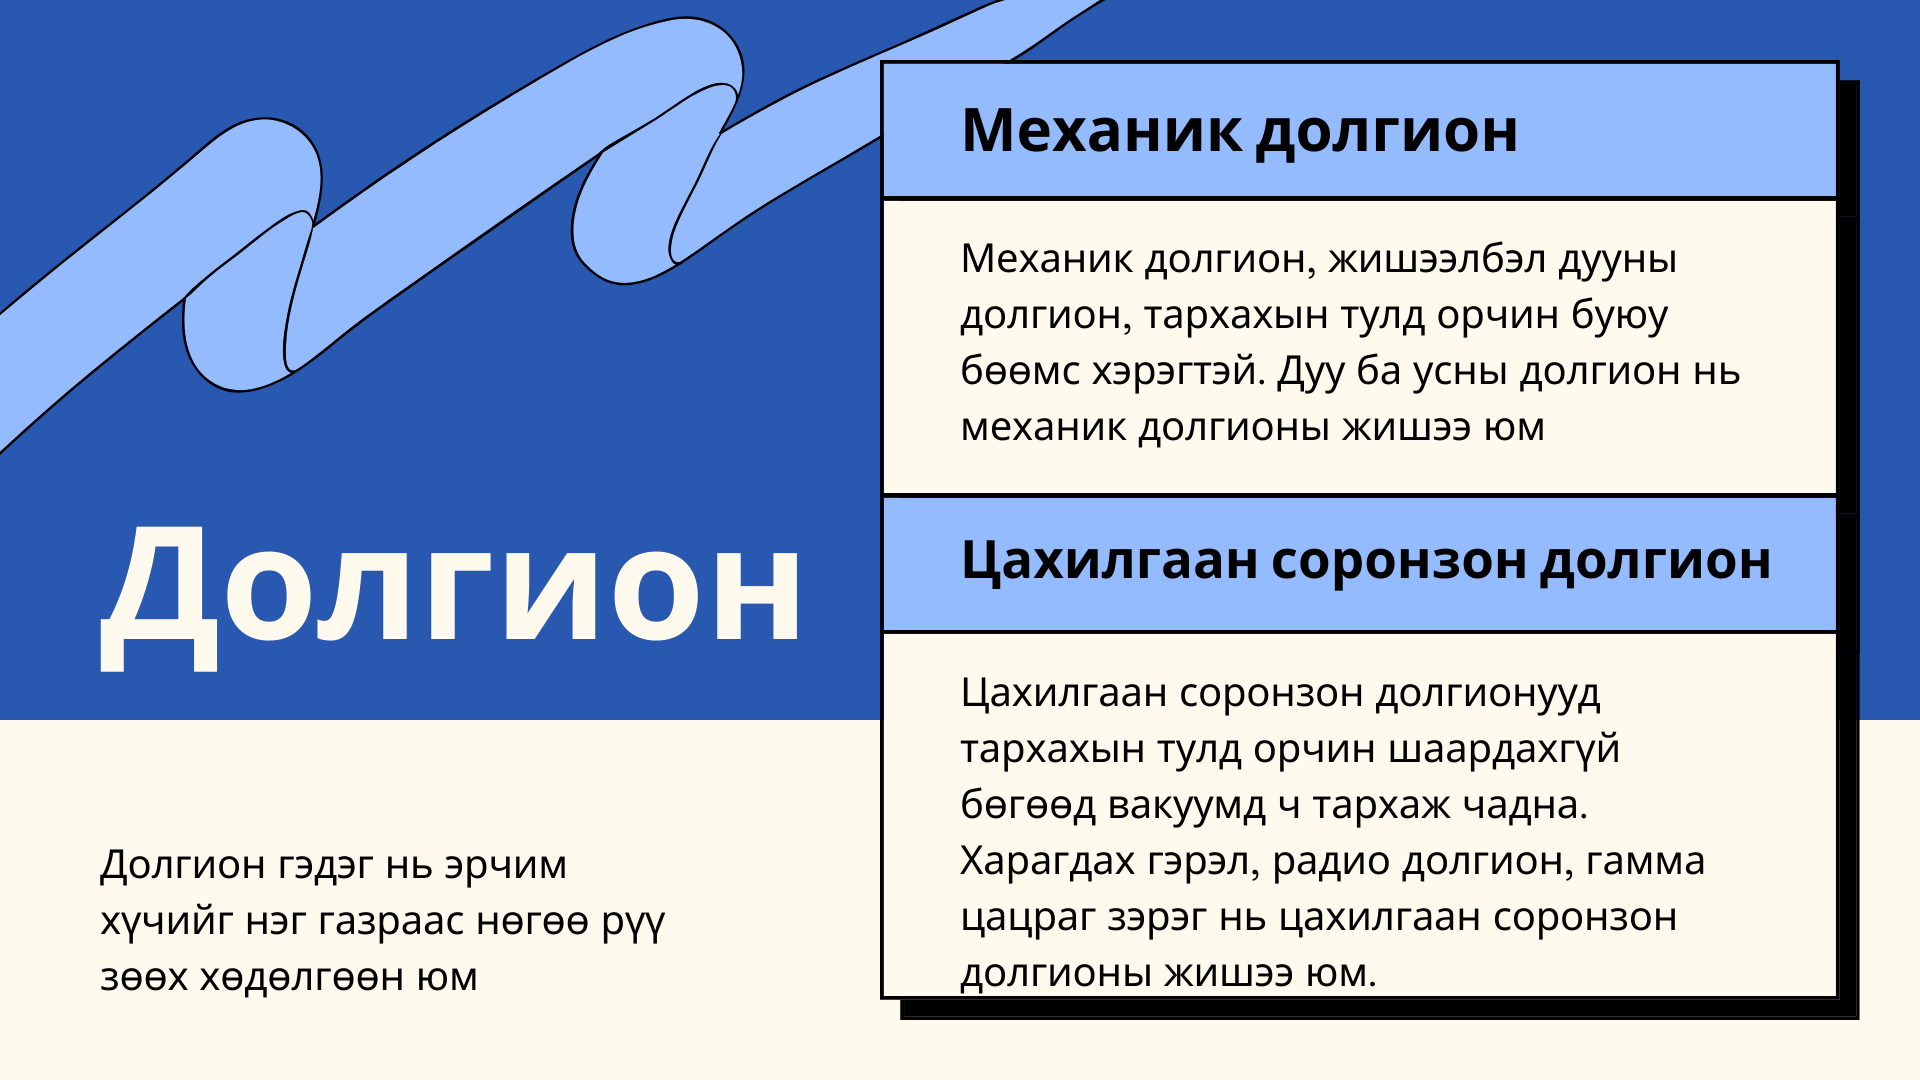 Долгион
Долгион гэдэг нь эрчим
хүчийг нэг газраас нөгөө рүү
зөөх хөдөлгөөн юм
Механик долгион
Механик долгион, жишээлбэл дууны
долгион, тархахын тулд орчин буюу
бөөмс хэрэгтэй. Дуу ба усны долгион нь
механик долгионы жишээ юм
Цахилгаан соронзон долгион
Цахилгаан соронзон долгионууд
тархахын тулд орчин шаардахгүй
бөгөөд вакуумд ч тархаж чадна.
Харагдах гэрэл, радио долгион, гамма
цацраг зэрэг нь цахилгаан соронзон
долгионы жишээ юм.